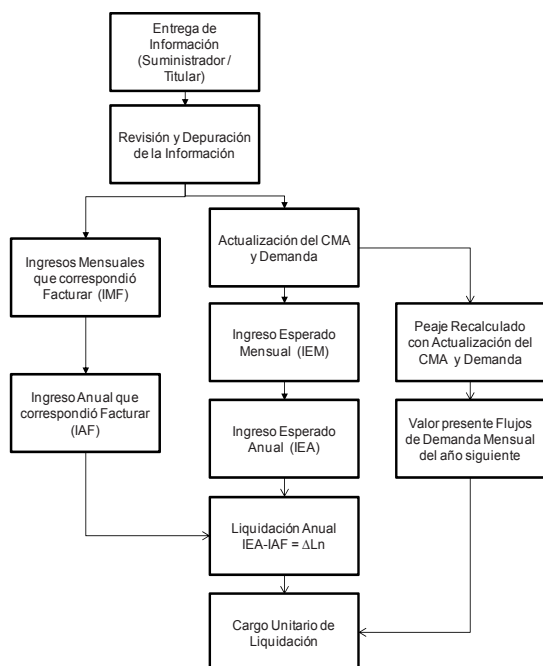 Entrega de
Información
(Suministrador /
Titular)
Revisión y Depuración
de la Información
Ingresos Mensuales
que correspondió
Facturar (IMF)
Actualización del CMA
y Demanda
Ingreso Esperado
Mensual (IEM)
Peaje Recalculado
con Actualización del
CMA y Demanda
Ingreso Anual que
correspondió Facturar
(IAF)
Ingreso Esperado
Anual (IEA)
Valor presente Flujos
de Demanda Mensual
del año siguiente
Liquidación Anual
IEA-IAF = ΔLn
Cargo Unitario de
Liquidación